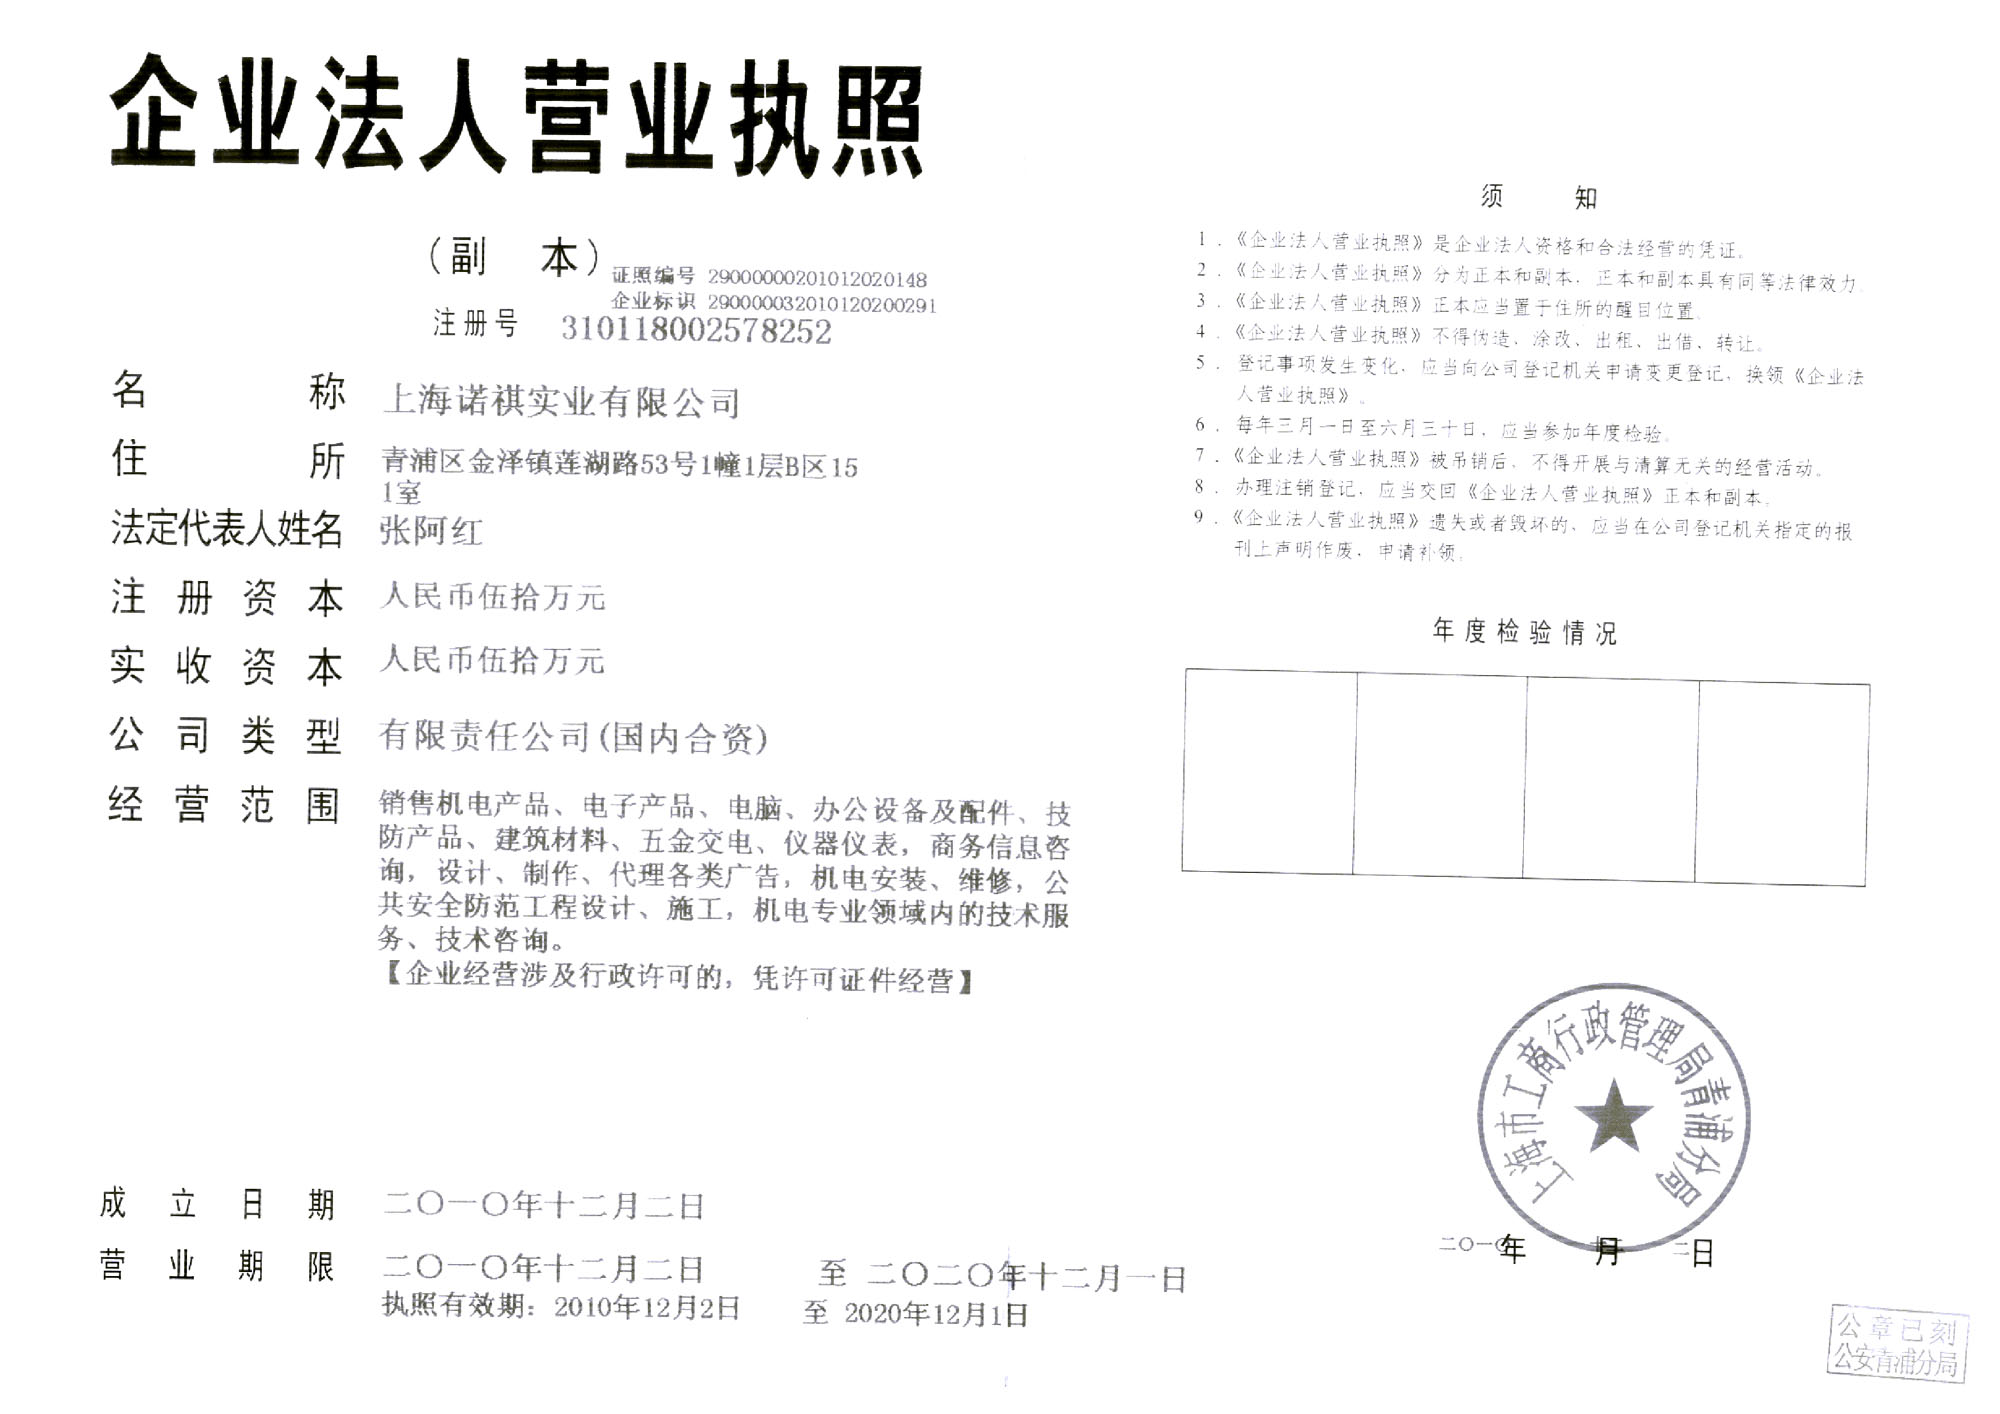 企业法人营业执照
（副 本）
证照编号 29000000201012020148
企业标识 29000003201012020​0291
注册号 310118002578252
名称 上海诺祺实业有限公司
住所 青浦区金泽镇莲湖路53号1幢1层B区15
1室
法定代表人姓名 张阿红
注册资本 人民币伍拾万元
实收资本 人民币伍拾万元
公司类型 有限责任公司(国内合资)
经营范围 销售机电产品、电子产品、电脑、办公设备及配件、技
防产品、建筑材料、五金交电、仪器仪表，商务信息咨
询，设计、制作、代理各类广告，机电安装、维修，公
共安全防范工程设计、施工，机电专业领域内的技术服
务、技术咨询。
【企业经营涉及行政许可的，凭许可证件经营】
成立日期 二〇一〇年十二月二日
营业期限 二〇一〇年十二月二日 至 二〇二〇年十二月一日
执照有效期：2010年12月2日 至 2020年12月1日
须 知
1．《企业法人营业执照》是企业法人资格和合法经营的凭证。
2．《企业法人营业执照》分为正本和副本，正本和副本具有同等法律效力。
3．《企业法人营业执照》正本应当置于住所的醒目位置。
4．《企业法人营业执照》不得伪造、涂改、出租、出借、转让。
5．登记事项发生变化，应当向公司登记机关申请变更登记，换领《企业法
人营业执照》。
6．每年三月一日至六月三十日，应当参加年度检验。
7．《企业法人营业执照》被吊销后，不得开展与清算无关的经营活动。
8．办理注销登记，应当交回《企业法人营业执照》正本和副本。
9．《企业法人营业执照》遗失或者毁坏的，应当在公司登记机关指定的报
刊上声明作废，申请补领。
年度检验情况
上海市工商行政管理局青浦分局
二〇一〇年 十二月 二日
公章已刻
公安青浦分局